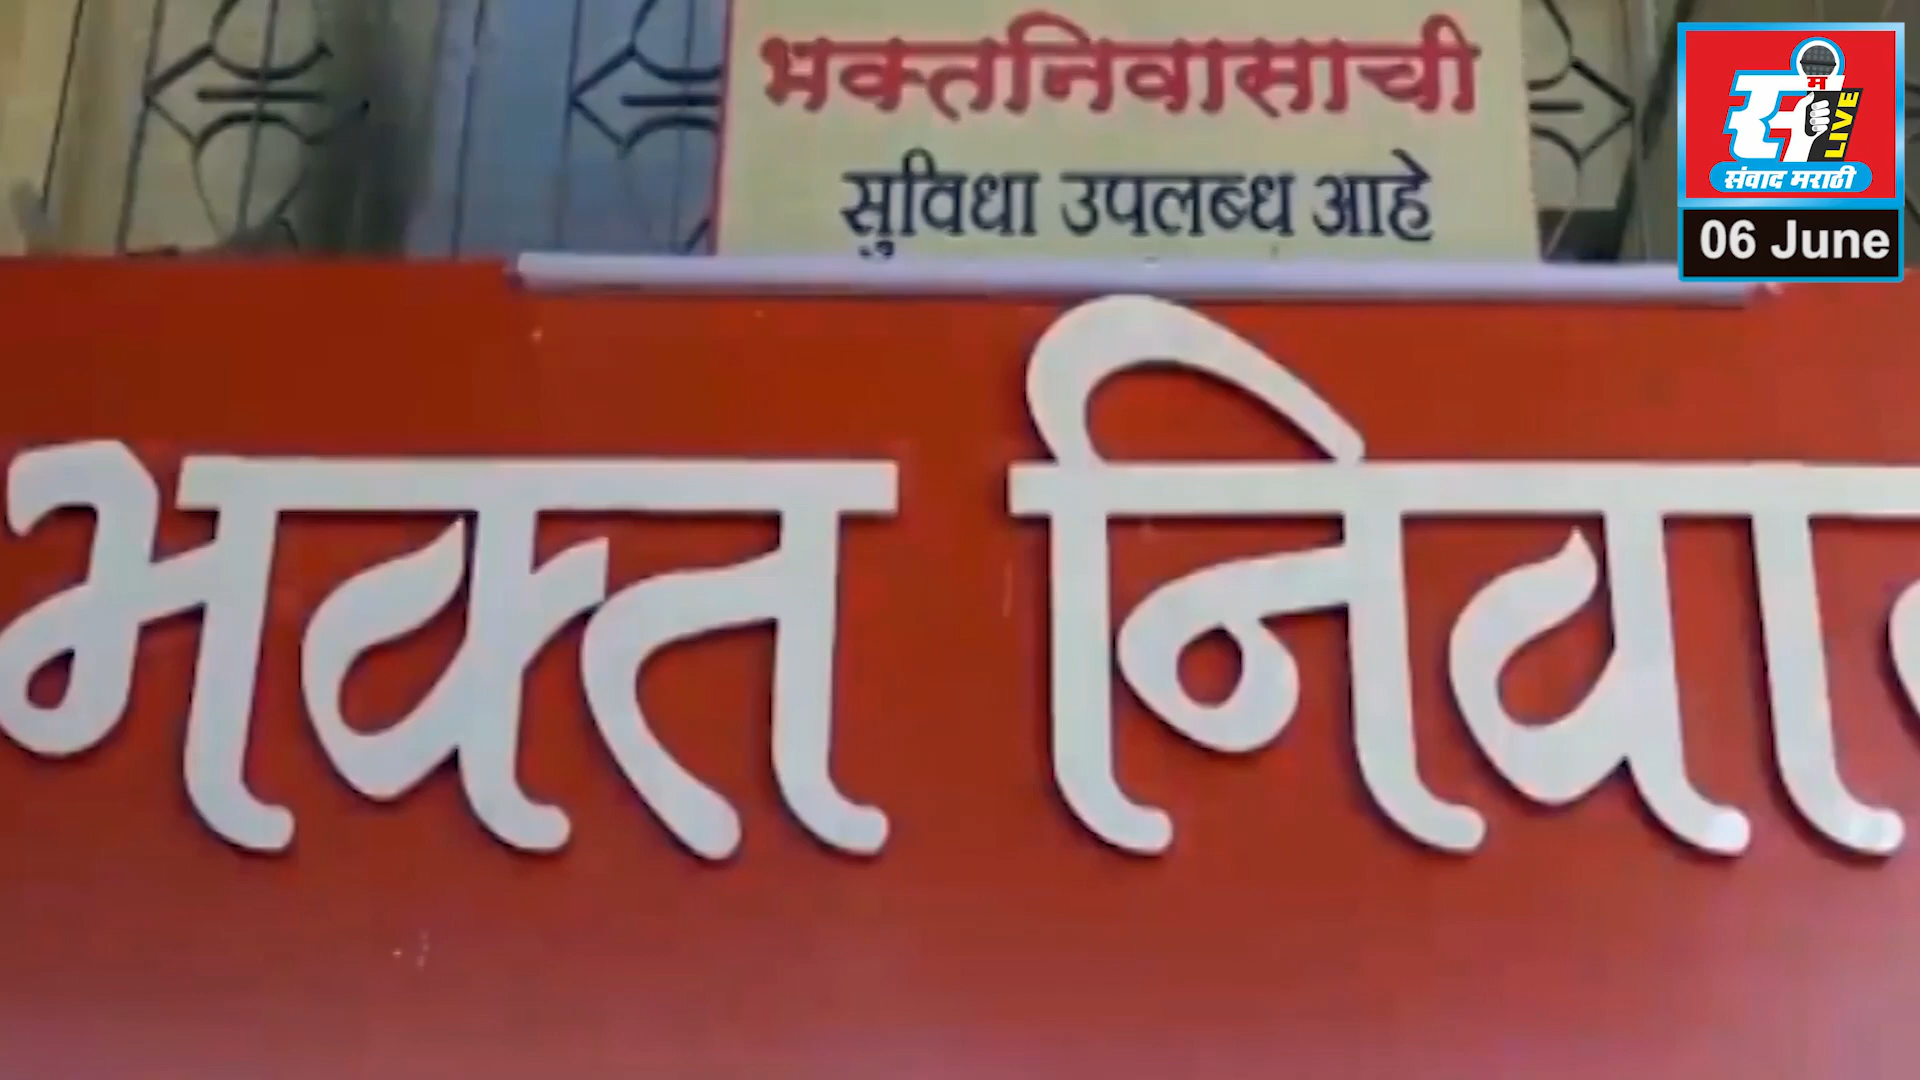 भक्तनिवासाची
सुविधा उपलब्ध आहे
म
LIVE
संवाद मराठी
06 June
भक्त